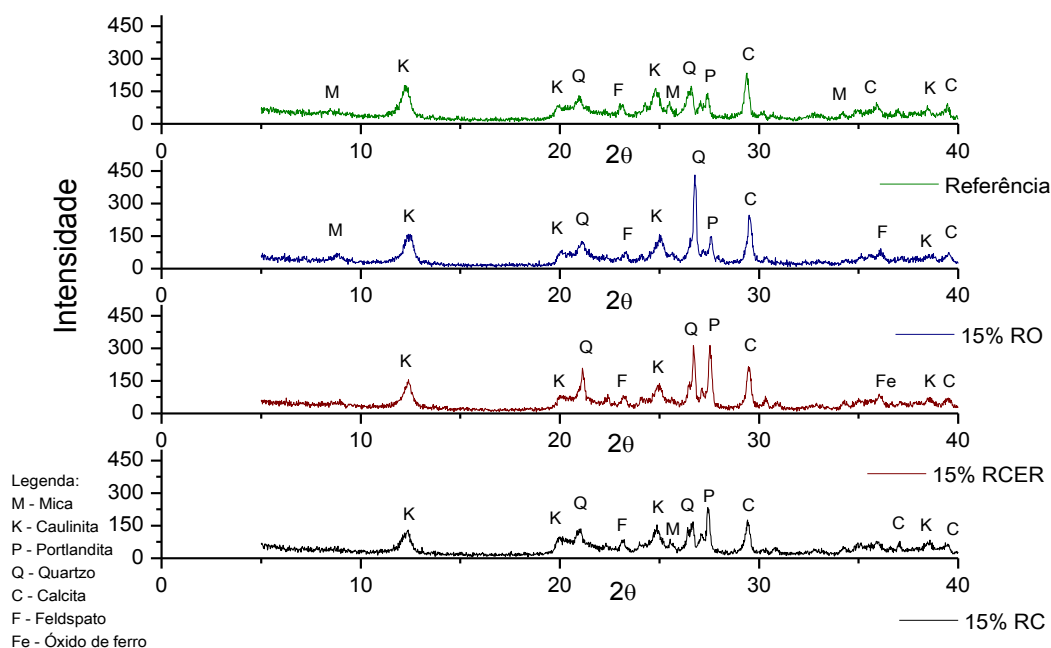 Intensidade
450
300
150
0
M
K
K
Q
F
K
M
Q
P
C
M
C
K
C
0
10
20
30
40
2θ
Referência
450
300
150
0
M
K
K
Q
F
K
Q
P
C
F
K
C
0
10
20
30
40
2θ
15% RO
450
300
150
0
K
K
Q
F
K
Q
P
C
Fe
K
C
0
10
20
30
40
2θ
15% RCER
450
300
150
0
K
K
Q
F
K
M
Q
P
C
C
K
C
0
10
20
30
40
2θ
15% RC
Legenda:
M - Mica
K - Caulinita
P - Portlandita
Q - Quartzo
C - Calcita
F - Feldspato
Fe - Óxido de ferro